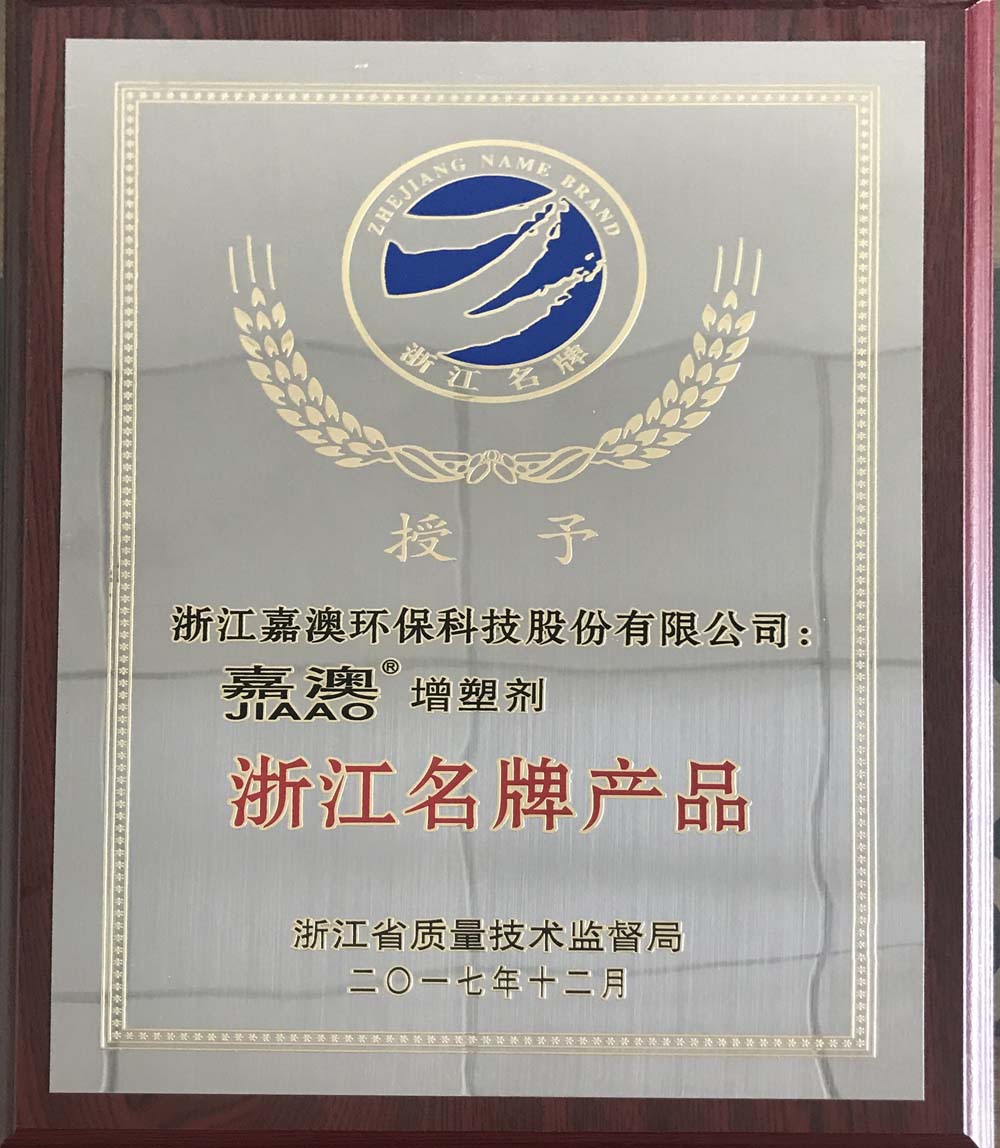 ZHEJIANG NAME BRAND
浙江名牌
授予
浙江嘉澳环保科技股份有限公司：
嘉澳® 增塑剂
JIAAO
浙江名牌产品
浙江省质量技术监督局
二〇一七年十二月